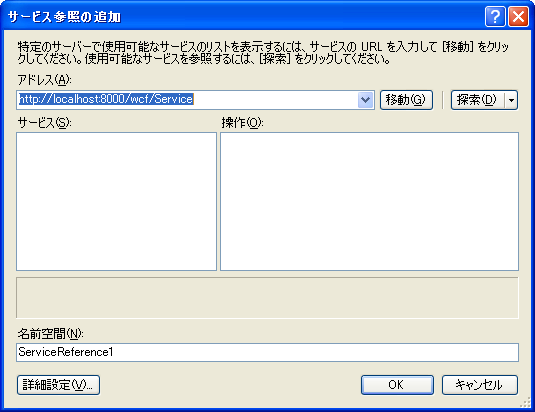 サービス参照の追加
特定のサーバーで使用可能なサービスのリストを表示するには、サービスの URL を入力して [移動] をクリッ
クしてください。使用可能なサービスを参照するには、[探索] をクリックしてください。
アドレス(A):
http://localhost:8000/wcf/Service
移動(G)
探索(D)
サービス(S):
操作(O):
名前空間(N):
ServiceReference1
詳細設定(V)...
OK
キャンセル